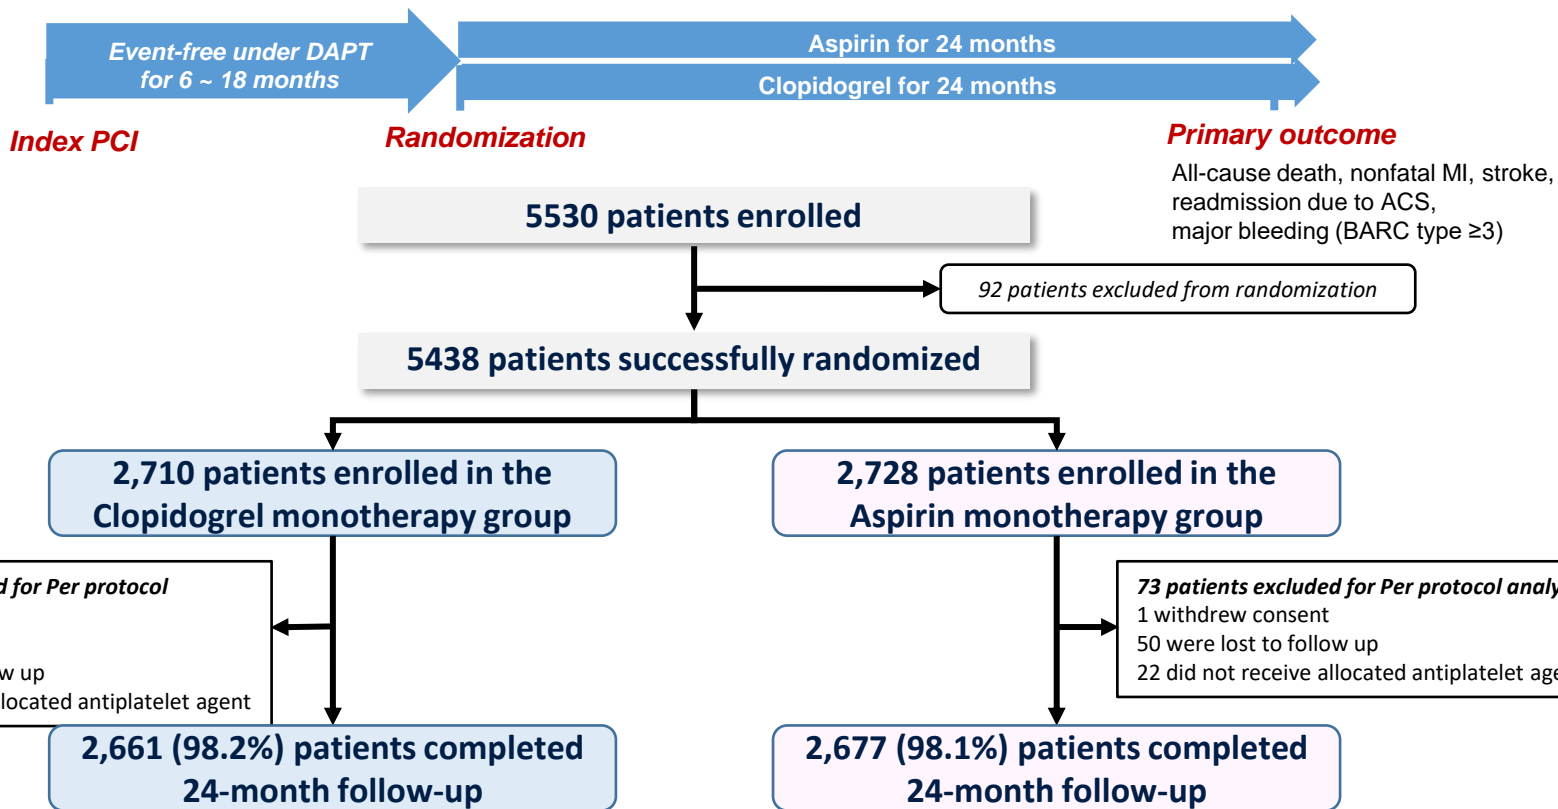 Event-free under DAPT
for 6 ~ 18 months
Aspirin for 24 months
Clopidogrel for 24 months
Index PCI
Randomization
Primary outcome
All-cause death, nonfatal MI, stroke,
readmission due to ACS,
major bleeding (BARC type ≥3)
5530 patients enrolled
92 patients excluded from randomization
5438 patients successfully randomized
2,710 patients enrolled in the
Clopidogrel monotherapy group
2,728 patients enrolled in the
Aspirin monotherapy group
for Per protocol
up
antiplatelet agent
73 patients excluded for Per protocol
1 withdrew consent
50 were lost to follow up
22 did not receive allocated antiplatelet
2,661 (98.2%) patients completed
24-month follow-up
2,677 (98.1%) patients completed
24-month follow-up